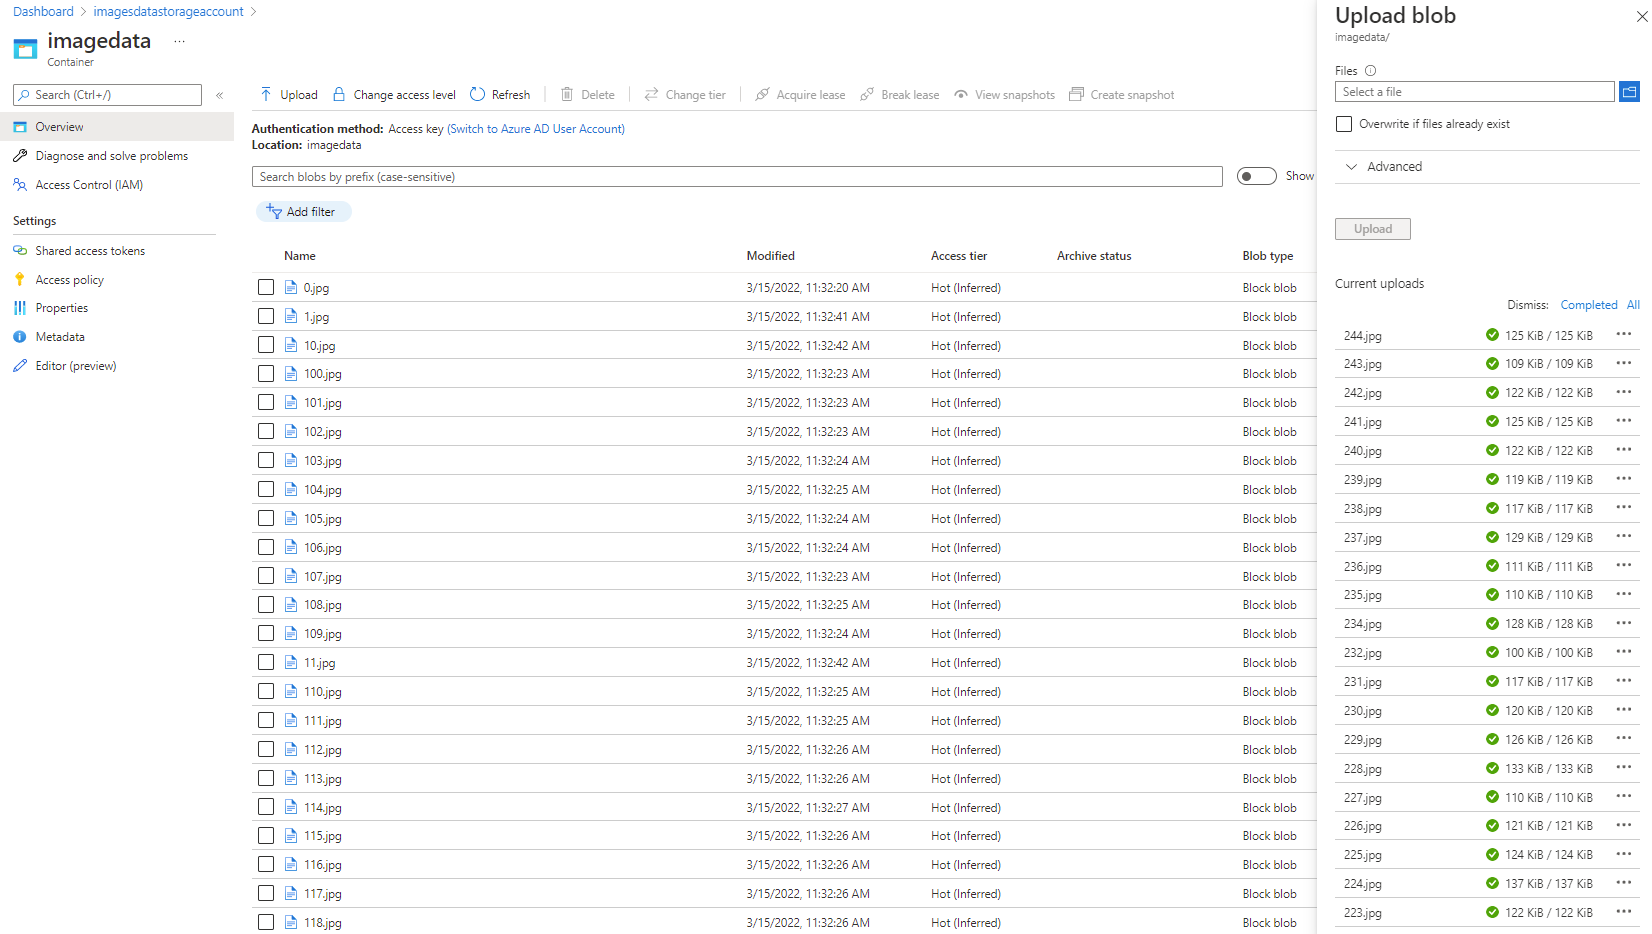 Dashboard > imagesdatastorageaccount >
imagedata ...
Container
Search (Ctrl+/)
«
Overview
Diagnose and solve problems
Access Control (IAM)
Settings
Shared access tokens
Access policy
Properties
Metadata
Editor (preview)
Upload Change access level Refresh Delete Change tier Acquire lease Break lease View snapshots Create snapshot
Authentication method: Access key (Switch to Azure AD User Account)
Location: imagedata
Search blobs by prefix (case-sensitive)
Show
Add filter
Name Modified Access tier Archive status Blob type
0.jpg 3/15/2022, 11:32:20 AM Hot (Inferred) Block blob
1.jpg 3/15/2022, 11:32:41 AM Hot (Inferred) Block blob
10.jpg 3/15/2022, 11:32:42 AM Hot (Inferred) Block blob
100.jpg 3/15/2022, 11:32:23 AM Hot (Inferred) Block blob
101.jpg 3/15/2022, 11:32:23 AM Hot (Inferred) Block blob
102.jpg 3/15/2022, 11:32:23 AM Hot (Inferred) Block blob
103.jpg 3/15/2022, 11:32:24 AM Hot (Inferred) Block blob
104.jpg 3/15/2022, 11:32:25 AM Hot (Inferred) Block blob
105.jpg 3/15/2022, 11:32:24 AM Hot (Inferred) Block blob
106.jpg 3/15/2022, 11:32:24 AM Hot (Inferred) Block blob
107.jpg 3/15/2022, 11:32:23 AM Hot (Inferred) Block blob
108.jpg 3/15/2022, 11:32:25 AM Hot (Inferred) Block blob
109.jpg 3/15/2022, 11:32:24 AM Hot (Inferred) Block blob
11.jpg 3/15/2022, 11:32:42 AM Hot (Inferred) Block blob
110.jpg 3/15/2022, 11:32:25 AM Hot (Inferred) Block blob
111.jpg 3/15/2022, 11:32:25 AM Hot (Inferred) Block blob
112.jpg 3/15/2022, 11:32:26 AM Hot (Inferred) Block blob
113.jpg 3/15/2022, 11:32:26 AM Hot (Inferred) Block blob
114.jpg 3/15/2022, 11:32:27 AM Hot (Inferred) Block blob
115.jpg 3/15/2022, 11:32:26 AM Hot (Inferred) Block blob
116.jpg 3/15/2022, 11:32:26 AM Hot (Inferred) Block blob
117.jpg 3/15/2022, 11:32:26 AM Hot (Inferred) Block blob
118.jpg 3/15/2022, 11:32:26 AM Hot (Inferred) Block blob
Upload blob
imagedata/
Files
Select a file
Overwrite if files already exist
Advanced
Upload
Current uploads
Dismiss: Completed All
244.jpg 125 KiB / 125 KiB ...
243.jpg 109 KiB / 109 KiB ...
242.jpg 122 KiB / 122 KiB ...
241.jpg 125 KiB / 125 KiB ...
240.jpg 122 KiB / 122 KiB ...
239.jpg 119 KiB / 119 KiB ...
238.jpg 117 KiB / 117 KiB ...
237.jpg 129 KiB / 129 KiB ...
236.jpg 111 KiB / 111 KiB ...
235.jpg 110 KiB / 110 KiB ...
234.jpg 128 KiB / 128 KiB ...
232.jpg 100 KiB / 100 KiB ...
231.jpg 117 KiB / 117 KiB ...
230.jpg 120 KiB / 120 KiB ...
229.jpg 126 KiB / 126 KiB ...
228.jpg 133 KiB / 133 KiB ...
227.jpg 110 KiB / 110 KiB ...
226.jpg 121 KiB / 121 KiB ...
225.jpg 124 KiB / 124 KiB ...
224.jpg 137 KiB / 137 KiB ...
223.jpg 122 KiB / 122 KiB ...